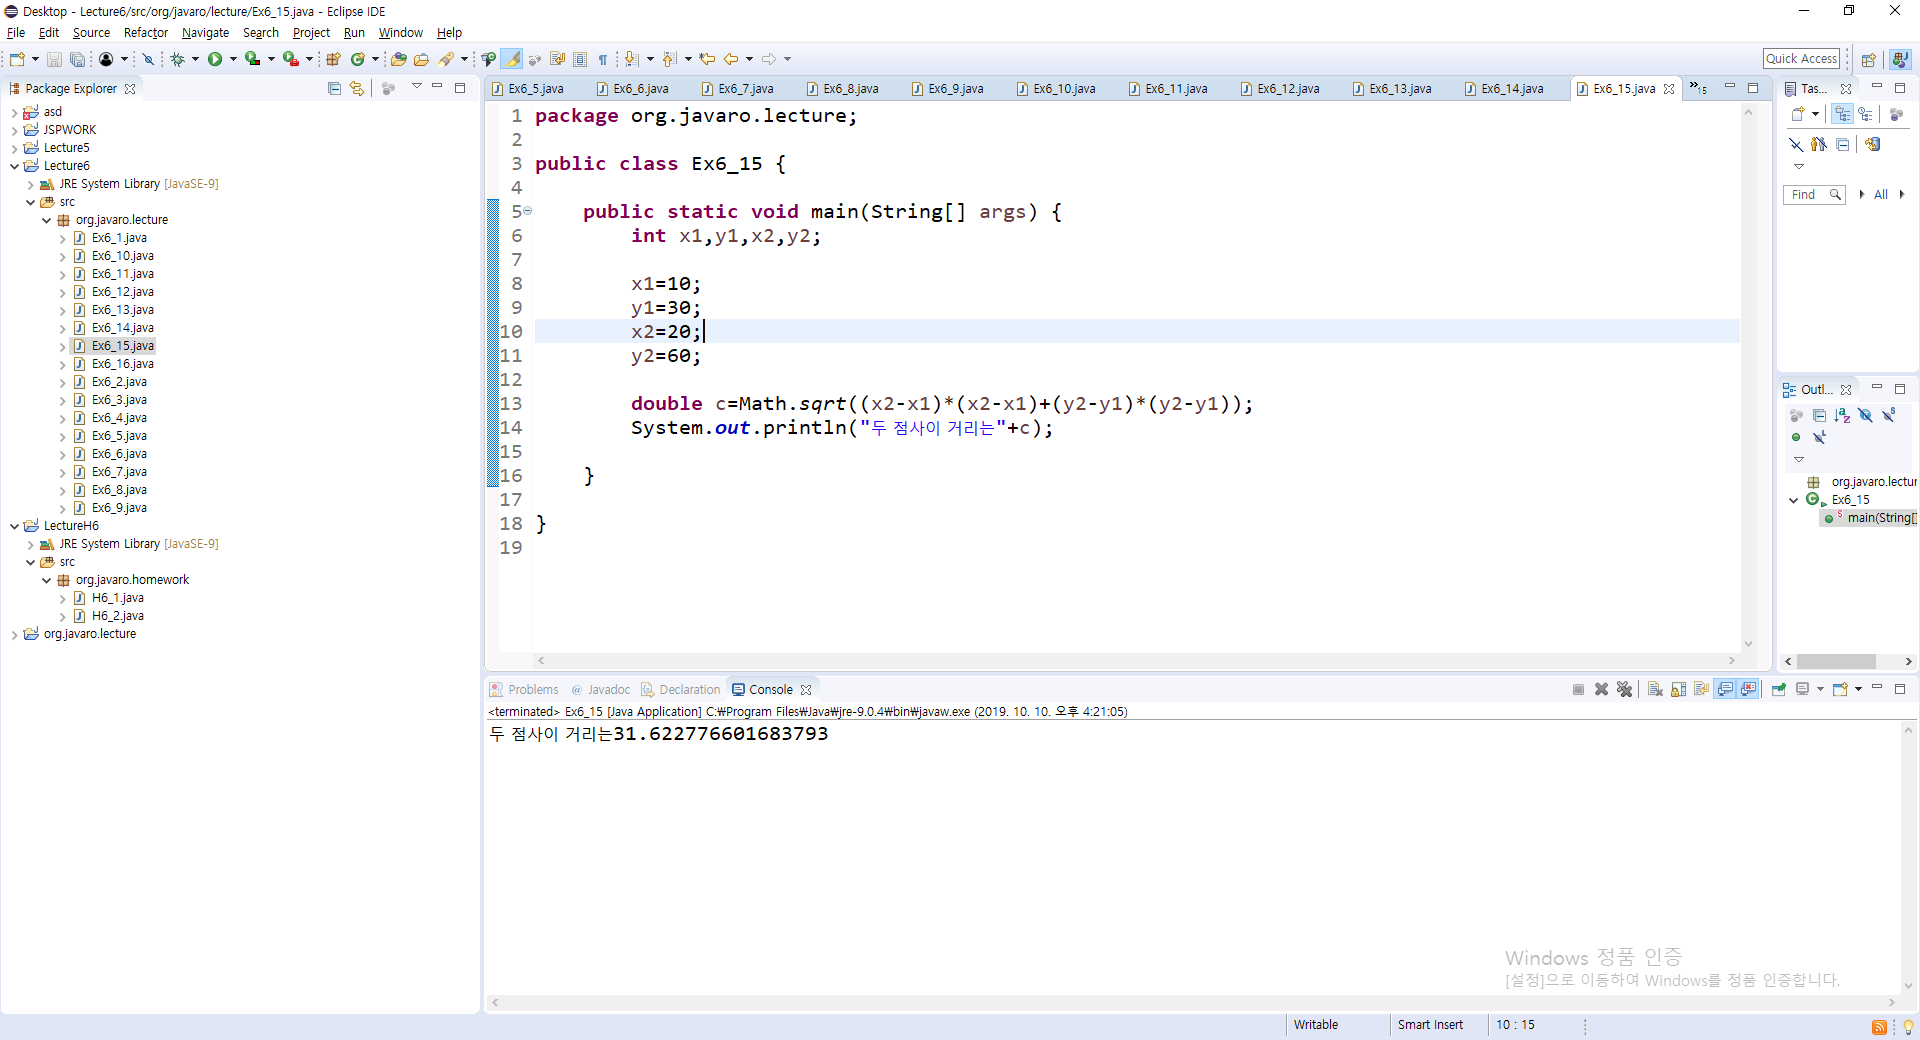 Desktop - Lecture6/src/org/javaro/lecture/Ex6_15.java - Eclipse IDE
File Edit Source Refactor Navigate Search Project Run Window Help
Quick Access
Package Explorer
asd
JSPWORK
Lecture5
Lecture6
JRE System Library [JavaSE-9]
src
org.javaro.lecture
Ex6_1.java
Ex6_10.java
Ex6_11.java
Ex6_12.java
Ex6_13.java
Ex6_14.java
Ex6_15.java
Ex6_16.java
Ex6_2.java
Ex6_3.java
Ex6_4.java
Ex6_5.java
Ex6_6.java
Ex6_7.java
Ex6_8.java
Ex6_9.java
LectureH6
JRE System Library [JavaSE-9]
src
org.javaro.homework
H6_1.java
H6_2.java
org.javaro.lecture
Ex6_5.java Ex6_6.java Ex6_7.java Ex6_8.java Ex6_9.java Ex6_10.java Ex6_11.java Ex6_12.java Ex6_13.java Ex6_14.java Ex6_15.java »15
1 package org.javaro.lecture;
2
3 public class Ex6_15 {
4
5 public static void main(String[] args) {
6 int x1,y1,x2,y2;
7
8 x1=10;
9 y1=30;
10 x2=20;
11 y2=60;
12
13 double c=Math.sqrt((x2-x1)*(x2-x1)+(y2-y1)*(y2-y1));
14 System.out.println("두 점사이 거리는"+c);
15
16 }
17
18 }
19
Tas...
Find All
Outl...
org.javaro.lectur
Ex6_15
main(String[]
Problems @ Javadoc Declaration Console
<terminated> Ex6_15 [Java Application] C:₩Program Files₩Java₩jre-9.0.4₩bin₩javaw.exe (2019. 10. 10. 오후 4:21:05)
두 점사이 거리는31.622776601683793
Windows 정품 인증
[설정]으로 이동하여 Windows를 정품 인증합니다.
Writable Smart Insert 10 : 15